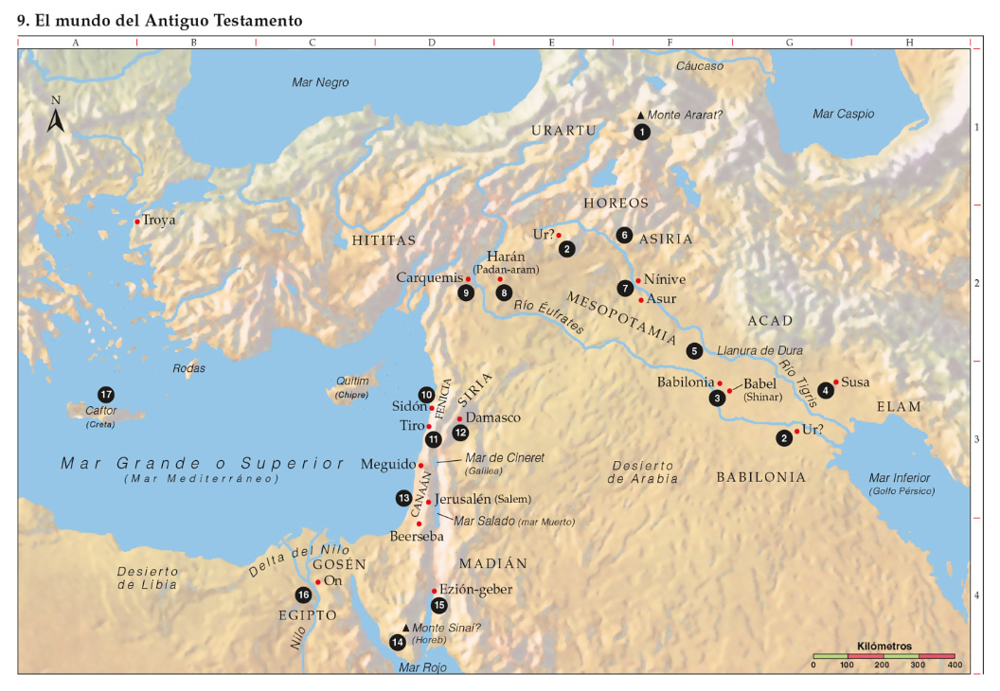 9. El mundo del Antiguo Testamento
A B C D E F G H
Cáucaso
Mar Negro
N
Monte Ararat?
Mar Caspio
1
URARTU
1
HOREOS
Troya
Ur?
6
ASIRIA
HITITAS
2
Harán
(Padan-aram)
Carquemis
Nínive
2
9
8
7
Asur
Río Éufrates
MESOPOTAMIA
ACAD
5
Llanura de Dura
Río Tigris
Rodas
Quitim
(Chipre)
17
Caftor
(Creta)
10
FENICIA
SIRIA
Babilonia
Babel
(Shinar)
3
4
Susa
Sidón
ELAM
Damasco
Tiro
11
12
Ur?
2
3
Mar Grande o Superior
(Mar Mediterráneo)
Meguido
Mar de Cineret
(Galilea)
Desierto
de Arabia
BABILONIA
Mar Inferior
(Golfo Pérsico)
13
CANAÁN
Jerusalén (Salem)
Mar Salado (mar Muerto)
Beerseba
Delta del Nilo
GOSÉN
MADIÁN
Desierto
de Libia
On
16
Ezión-geber
4
15
EGIPTO
Nilo
Monte Sinaí?
(Horeb)
14
Mar Rojo
Kilómetros
0 100 200 300 400